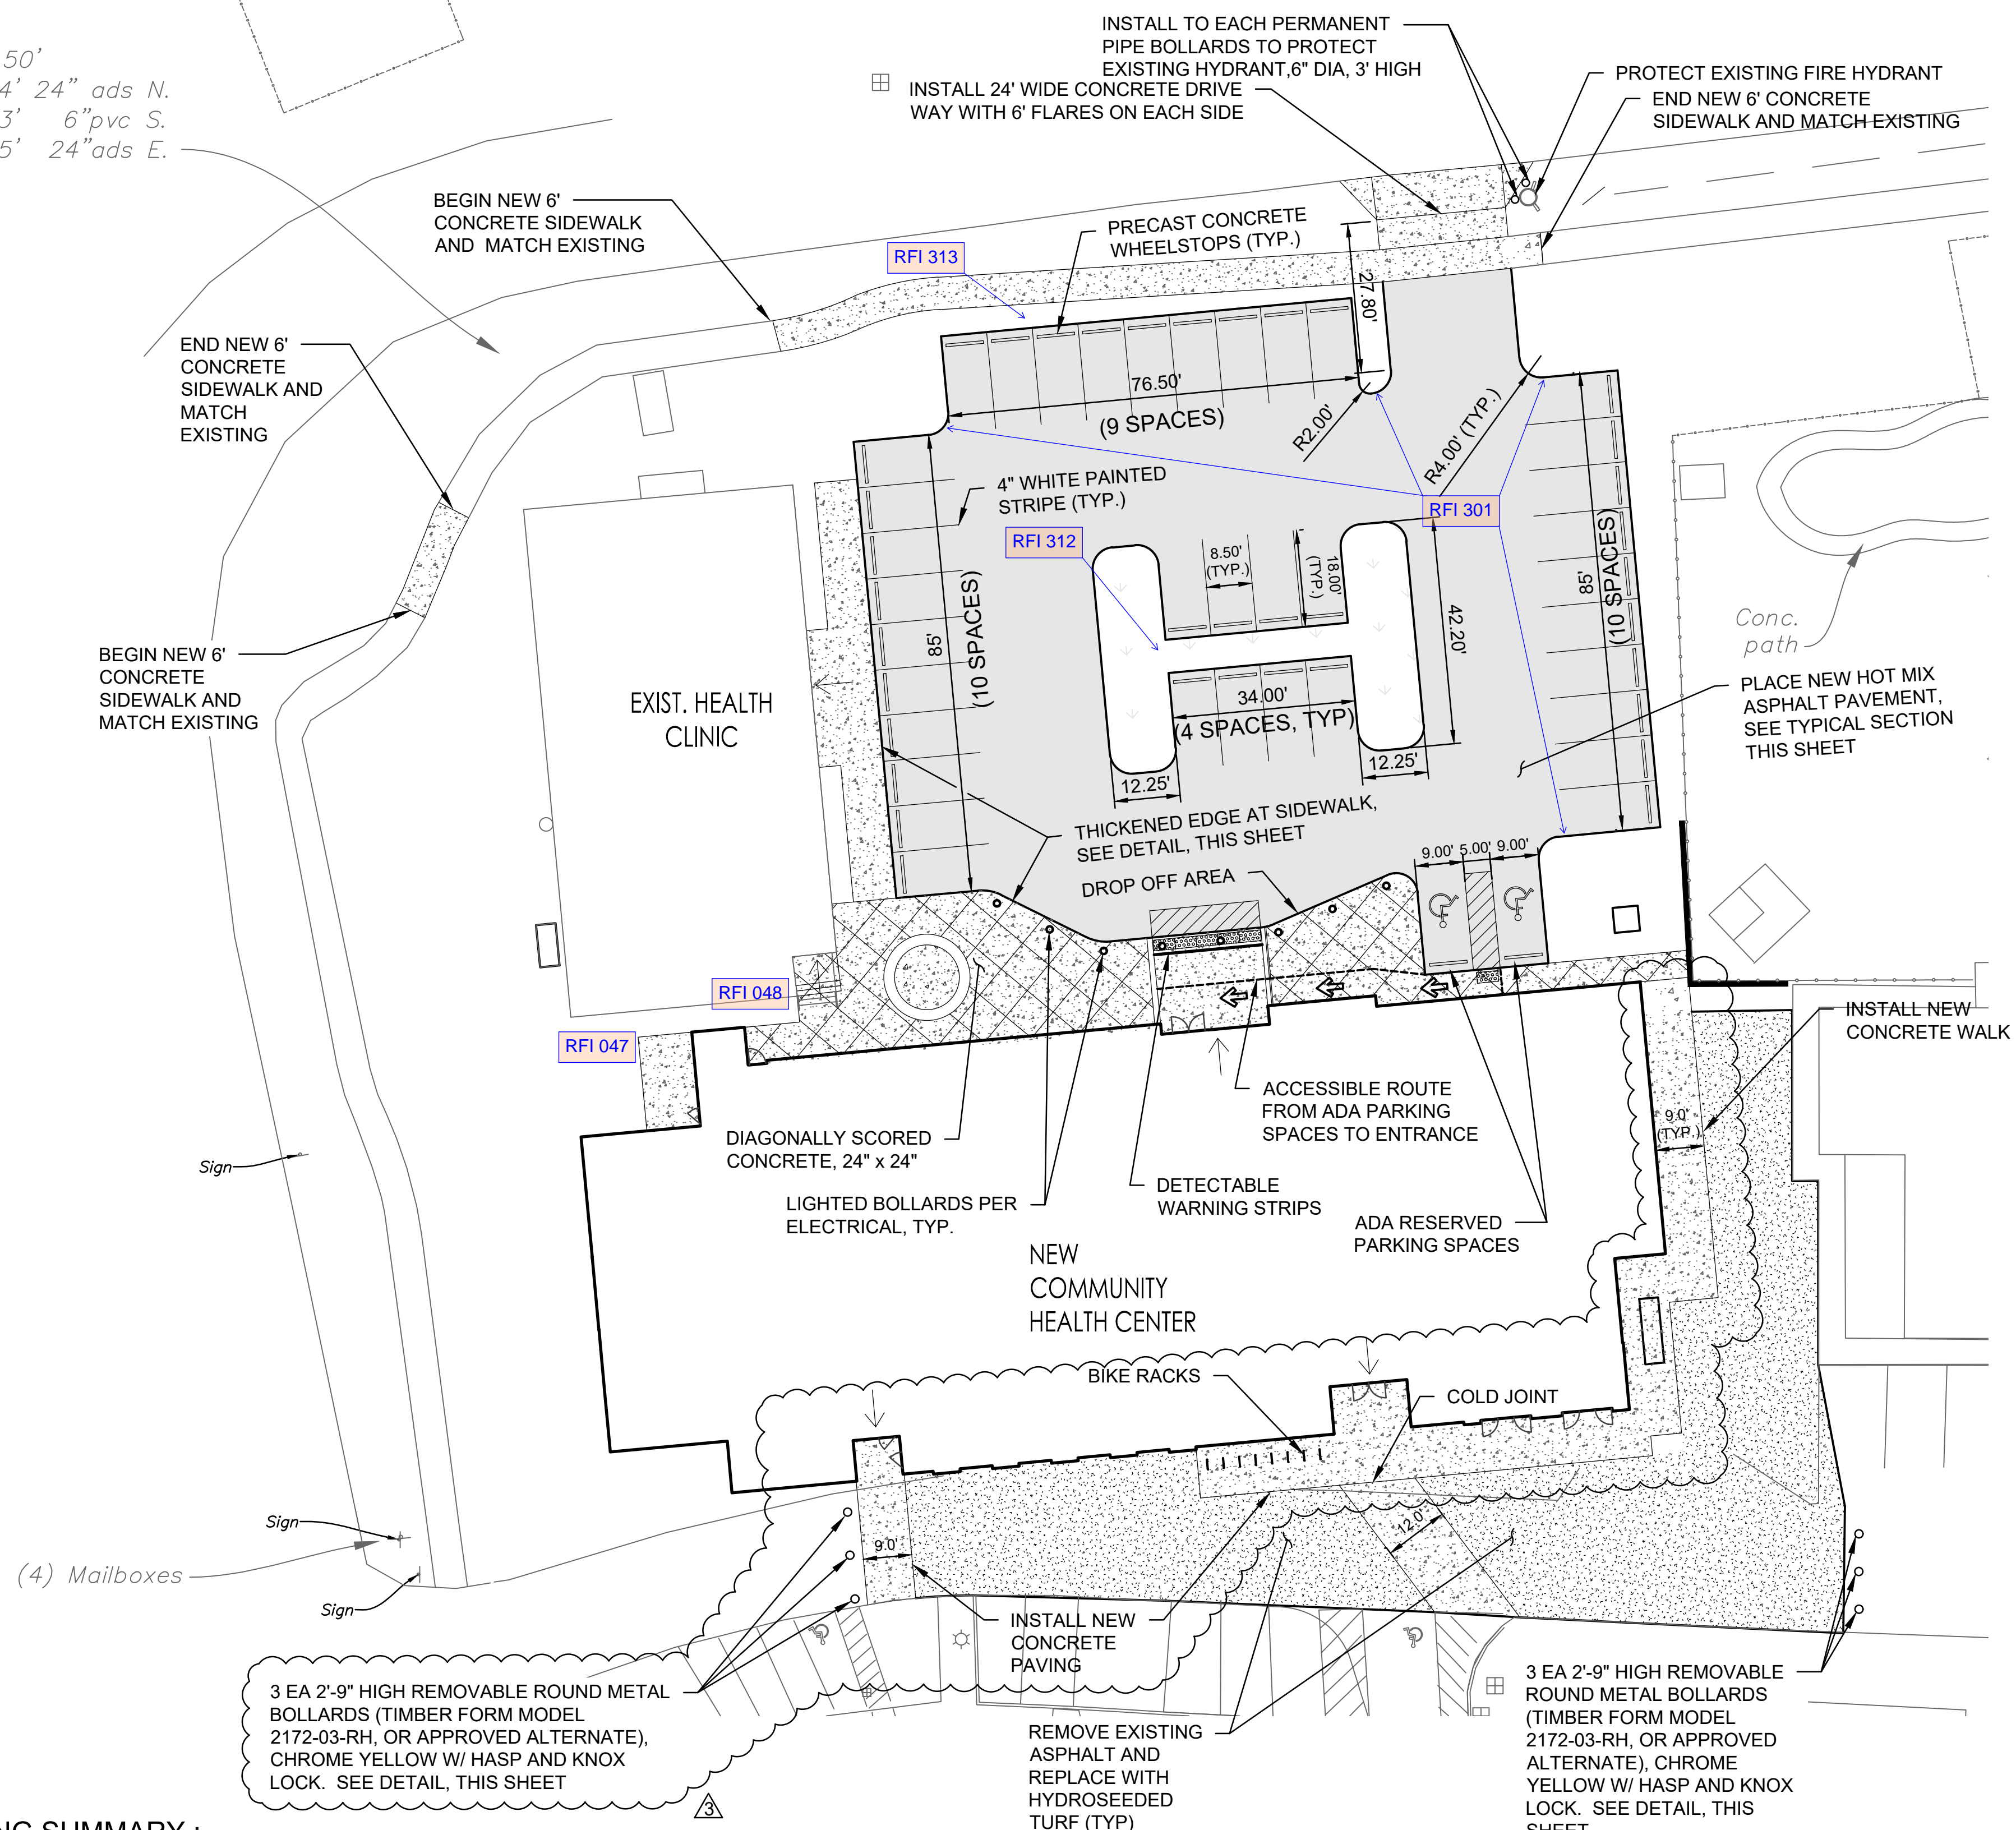 50'
4' 24" ads N.
3' 6"pvc S.
5' 24"ads E.
INSTALL TO EACH PERMANENT
PIPE BOLLARDS TO PROTECT
EXISTING HYDRANT,6" DIA, 3' HIGH
INSTALL 24' WIDE CONCRETE DRIVE
WAY WITH 6' FLARES ON EACH SIDE
PROTECT EXISTING FIRE HYDRANT
END NEW 6' CONCRETE
SIDEWALK AND MATCH EXISTING
BEGIN NEW 6'
CONCRETE SIDEWALK
AND MATCH EXISTING
RFI 313
PRECAST CONCRETE
WHEELSTOPS (TYP.)
27.80'
END NEW 6'
CONCRETE
SIDEWALK AND
MATCH
EXISTING
76.50'
(9 SPACES)
R2.00'
R4.00' (TYP.)
4" WHITE PAINTED
STRIPE (TYP.)
RFI 312
RFI 301
8.50'
(TYP.)
18.00'
(TYP.)
85'
(10 SPACES)
85'
(10 SPACES)
42.20'
Conc.
path
BEGIN NEW 6'
CONCRETE
SIDEWALK AND
MATCH EXISTING
EXIST. HEALTH
CLINIC
34.00'
(4 SPACES, TYP)
12.25'
12.25'
PLACE NEW HOT MIX
ASPHALT PAVEMENT,
SEE TYPICAL SECTION
THIS SHEET
THICKENED EDGE AT SIDEWALK,
SEE DETAIL, THIS SHEET
DROP OFF AREA
9.00' 5.00' 9.00'
RFI 048
RFI 047
INSTALL NEW
CONCRETE WALK
ACCESSIBLE ROUTE
FROM ADA PARKING
SPACES TO ENTRANCE
9.0'
(TYP.)
DIAGONALLY SCORED
CONCRETE, 24" x 24"
Sign
LIGHTED BOLLARDS PER
ELECTRICAL, TYP.
DETECTABLE
WARNING STRIPS
ADA RESERVED
PARKING SPACES
NEW
COMMUNITY
HEALTH CENTER
BIKE RACKS
COLD JOINT
Sign
(4) Mailboxes
Sign
9.0'
12.0'
INSTALL NEW
CONCRETE
PAVING
3 EA 2'-9" HIGH REMOVABLE ROUND METAL
BOLLARDS (TIMBER FORM MODEL
2172-03-RH, OR APPROVED ALTERNATE),
CHROME YELLOW W/ HASP AND KNOX
LOCK. SEE DETAIL, THIS SHEET
3
REMOVE EXISTING
ASPHALT AND
REPLACE WITH
HYDROSEEDED
TURF (TYP)
3 EA 2'-9" HIGH REMOVABLE
ROUND METAL BOLLARDS
(TIMBER FORM MODEL
2172-03-RH, OR APPROVED
ALTERNATE), CHROME
YELLOW W/ HASP AND KNOX
LOCK. SEE DETAIL, THIS
SHEET
NG SUMMARY :